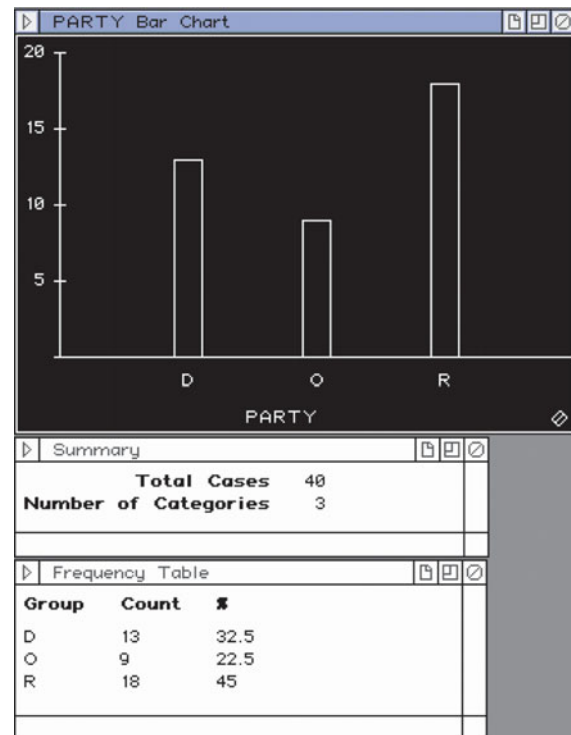 PARTY Bar Chart
20
15
10
5
D O R
PARTY
Summary
Total Cases 40
Number of Categories 3
Frequency Table
Group Count %
D 13 32.5
O 9 22.5
R 18 45